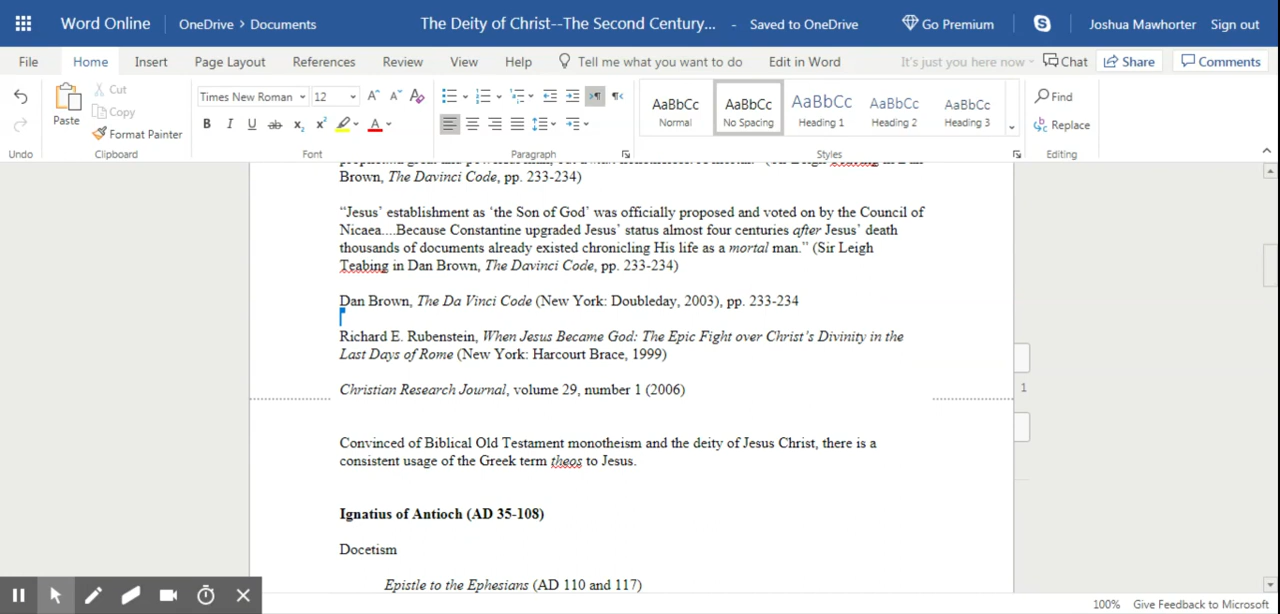 Word Online OneDrive > Documents The Deity of Christ--The Second Century... - Saved to OneDrive Go Premium Joshua Mawhorter Sign out
File Home Insert Page Layout References Review View Help Tell me what you want to do Edit in Word It's just you here now Chat Share Comments
Paste Cut Copy Format Painter Times New Roman 12 B I U ab x₂ x² A
AaBbCc AaBbCc AaBbCc AaBbCc AaBbCc Find
Normal No Spacing Heading 1 Heading 2 Heading 3 Replace
Undo Clipboard Font Paragraph Styles Editing
Brown, The Davinci Code, pp. 233-234)
“Jesus’ establishment as ‘the Son of God’ was officially proposed and voted on by the Council of
Nicaea....Because Constantine upgraded Jesus’ status almost four centuries after Jesus’ death
thousands of documents already existed chronicling His life as a mortal man.” (Sir Leigh
Teabing in Dan Brown, The Davinci Code, pp. 233-234)
Dan Brown, The Da Vinci Code (New York: Doubleday, 2003), pp. 233-234
Richard E. Rubenstein, When Jesus Became God: The Epic Fight over Christ’s Divinity in the
Last Days of Rome (New York: Harcourt Brace, 1999)
Christian Research Journal, volume 29, number 1 (2006)
1
Convinced of Biblical Old Testament monotheism and the deity of Jesus Christ, there is a
consistent usage of the Greek term theos to Jesus.
Ignatius of Antioch (AD 35-108)
Docetism
Epistle to the Ephesians (AD 110 and 117)
100% Give Feedback to Microsoft